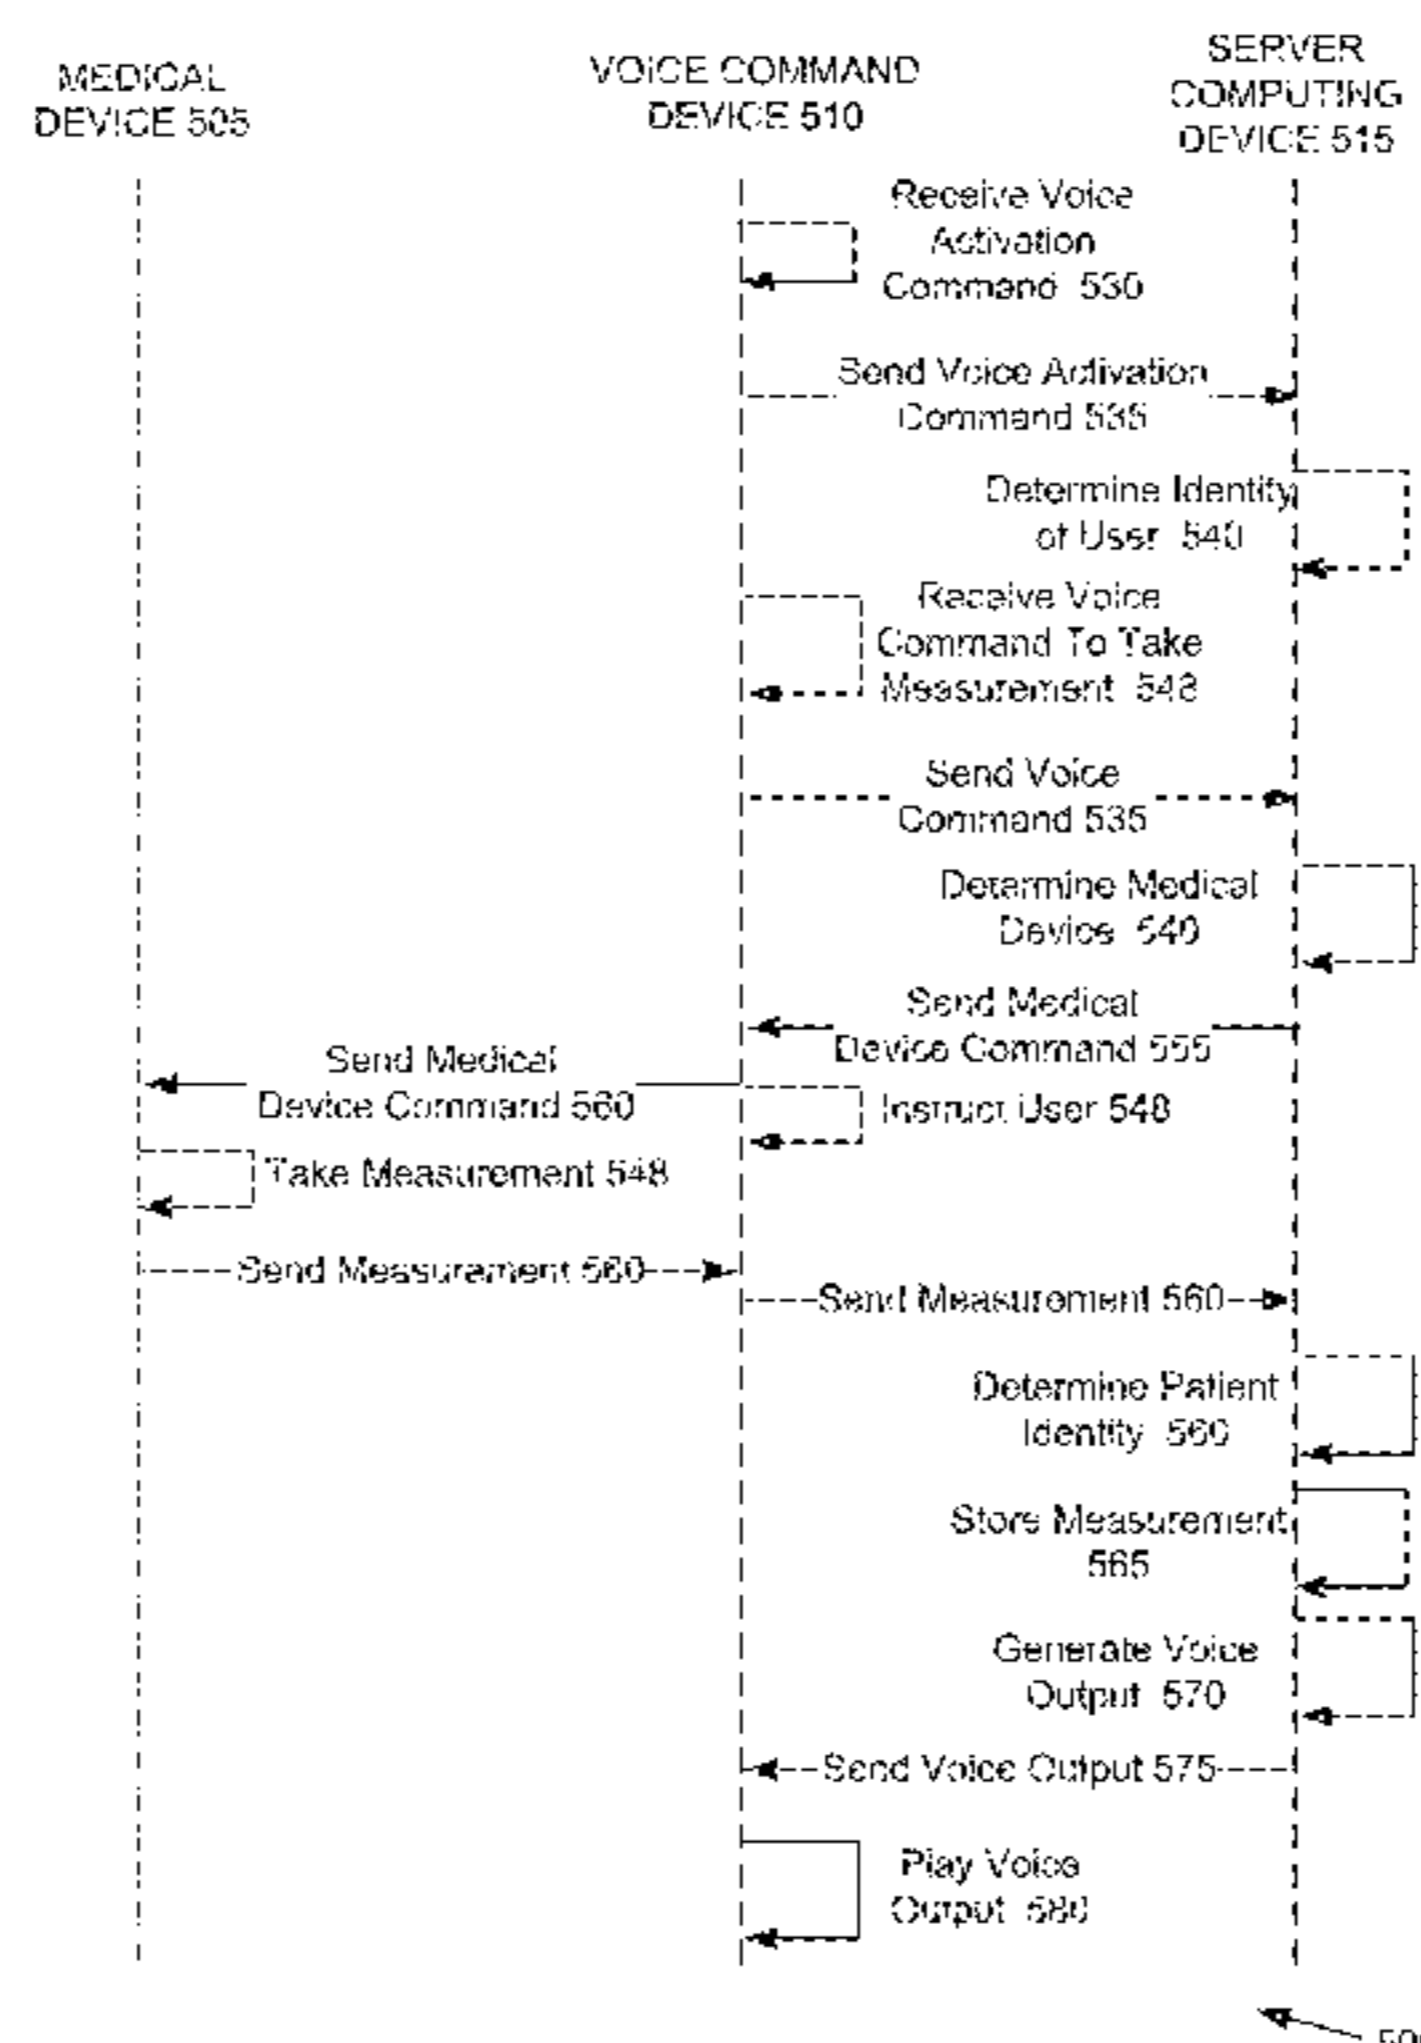 MEDICAL
DEVICE 505
VOICE COMMAND
DEVICE 510
SERVER
COMPUTING
DEVICE 515
Receive Voice
Activation
Command 530
Send Voice Activation
Command 535
Determine Identity
of User 540
Receive Voice
Command To Take
Measurement 548
Send Voice
Command 535
Determine Medical
Device 540
Send Medical
Device Command 555
Send Medical
Device Command 560
Instruct User 548
Take Measurement 548
Send Measurement 560
Send Measurement 560
Determine Patient
Identity 560
Store Measurement
565
Generate Voice
Output 570
Send Voice Output 575
Play Voice
Output 580